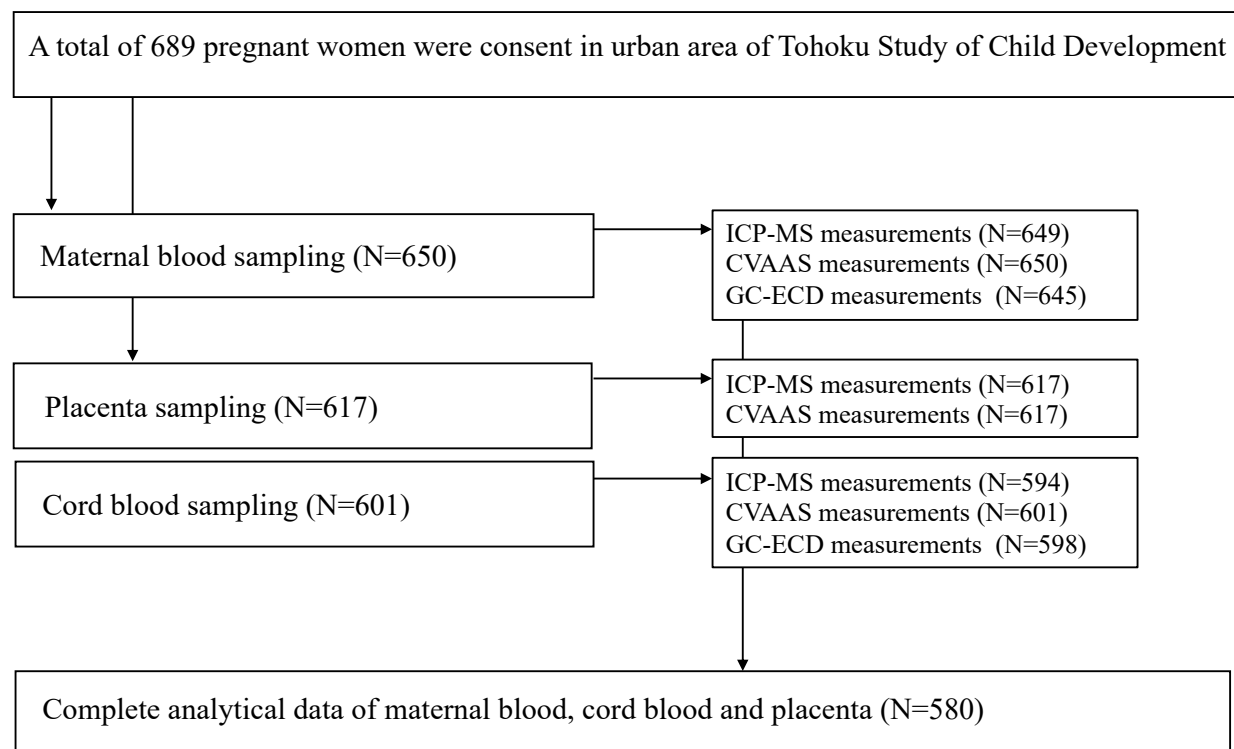 A total of 689 pregnant women were consent in urban area of Tohoku Study of Child Development
Maternal blood sampling (N=650)
ICP-MS measurements (N=649)
CVAAS measurements (N=650)
GC-ECD measurements (N=645)
Placenta sampling (N=617)
ICP-MS measurements (N=617)
CVAAS measurements (N=617)
Cord blood sampling (N=601)
ICP-MS measurements (N=594)
CVAAS measurements (N=601)
GC-ECD measurements (N=598)
Complete analytical data of maternal blood, cord blood and placenta (N=580)